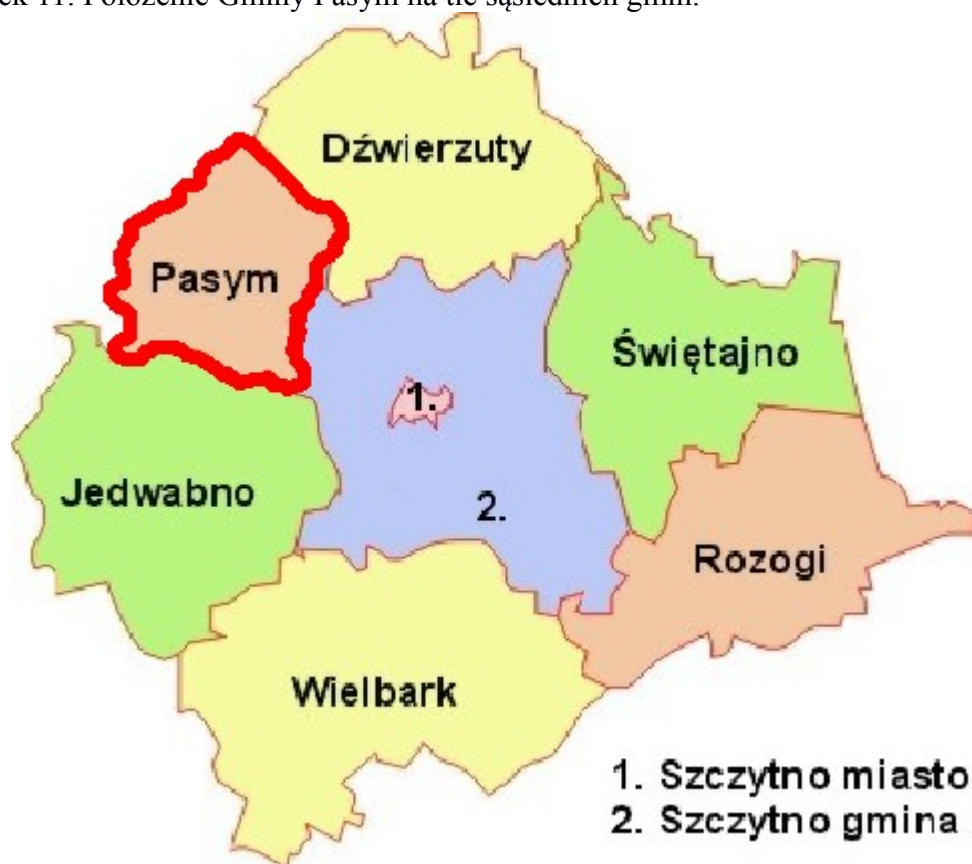 11. Położenie Gminy Pasym na tle sąsiednich gmin.
Dźwierzuty
Pasym
Świętajno
1.
Jedwabno
2.
Rozogi
Wielbark
1. Szczytno miasto
2. Szczytno gmina